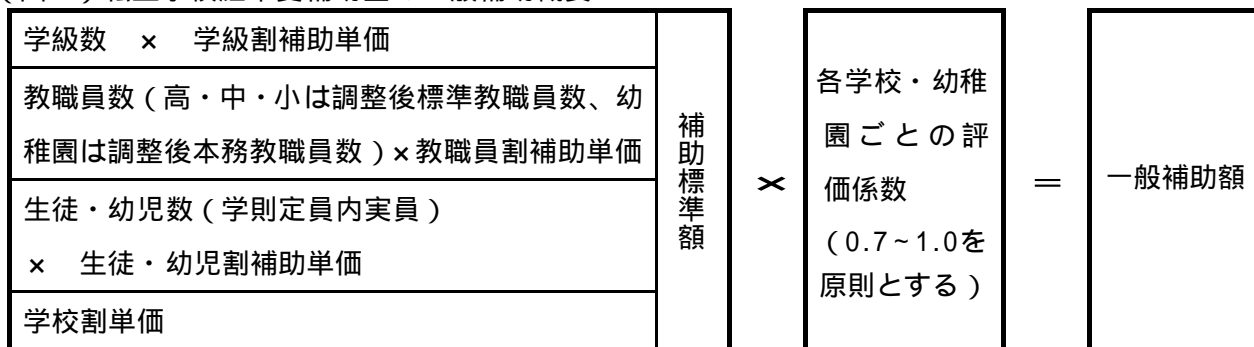 学級数 × 学級割補助単価
教職員数（高・中・小は調整後標準教職員数、幼
稚園は調整後本務教職員数）×教職員割補助単価
生徒・幼児数（学則定員内実員）
× 生徒・幼児割補助単価
学校割単価
補助標準額
×
各学校・幼稚
園ごとの評
価係数
（0.7~1.0を
原則とする）
＝
一般補助額